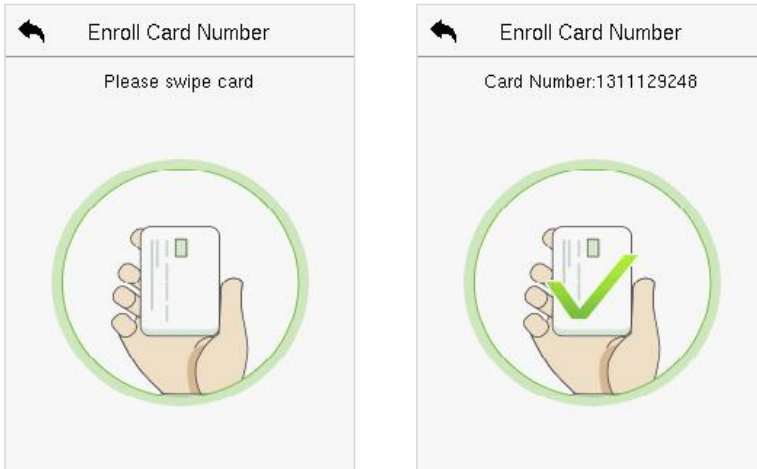 Enroll Card Number
Please swipe card
Enroll Card Number
Card Number:1311129248